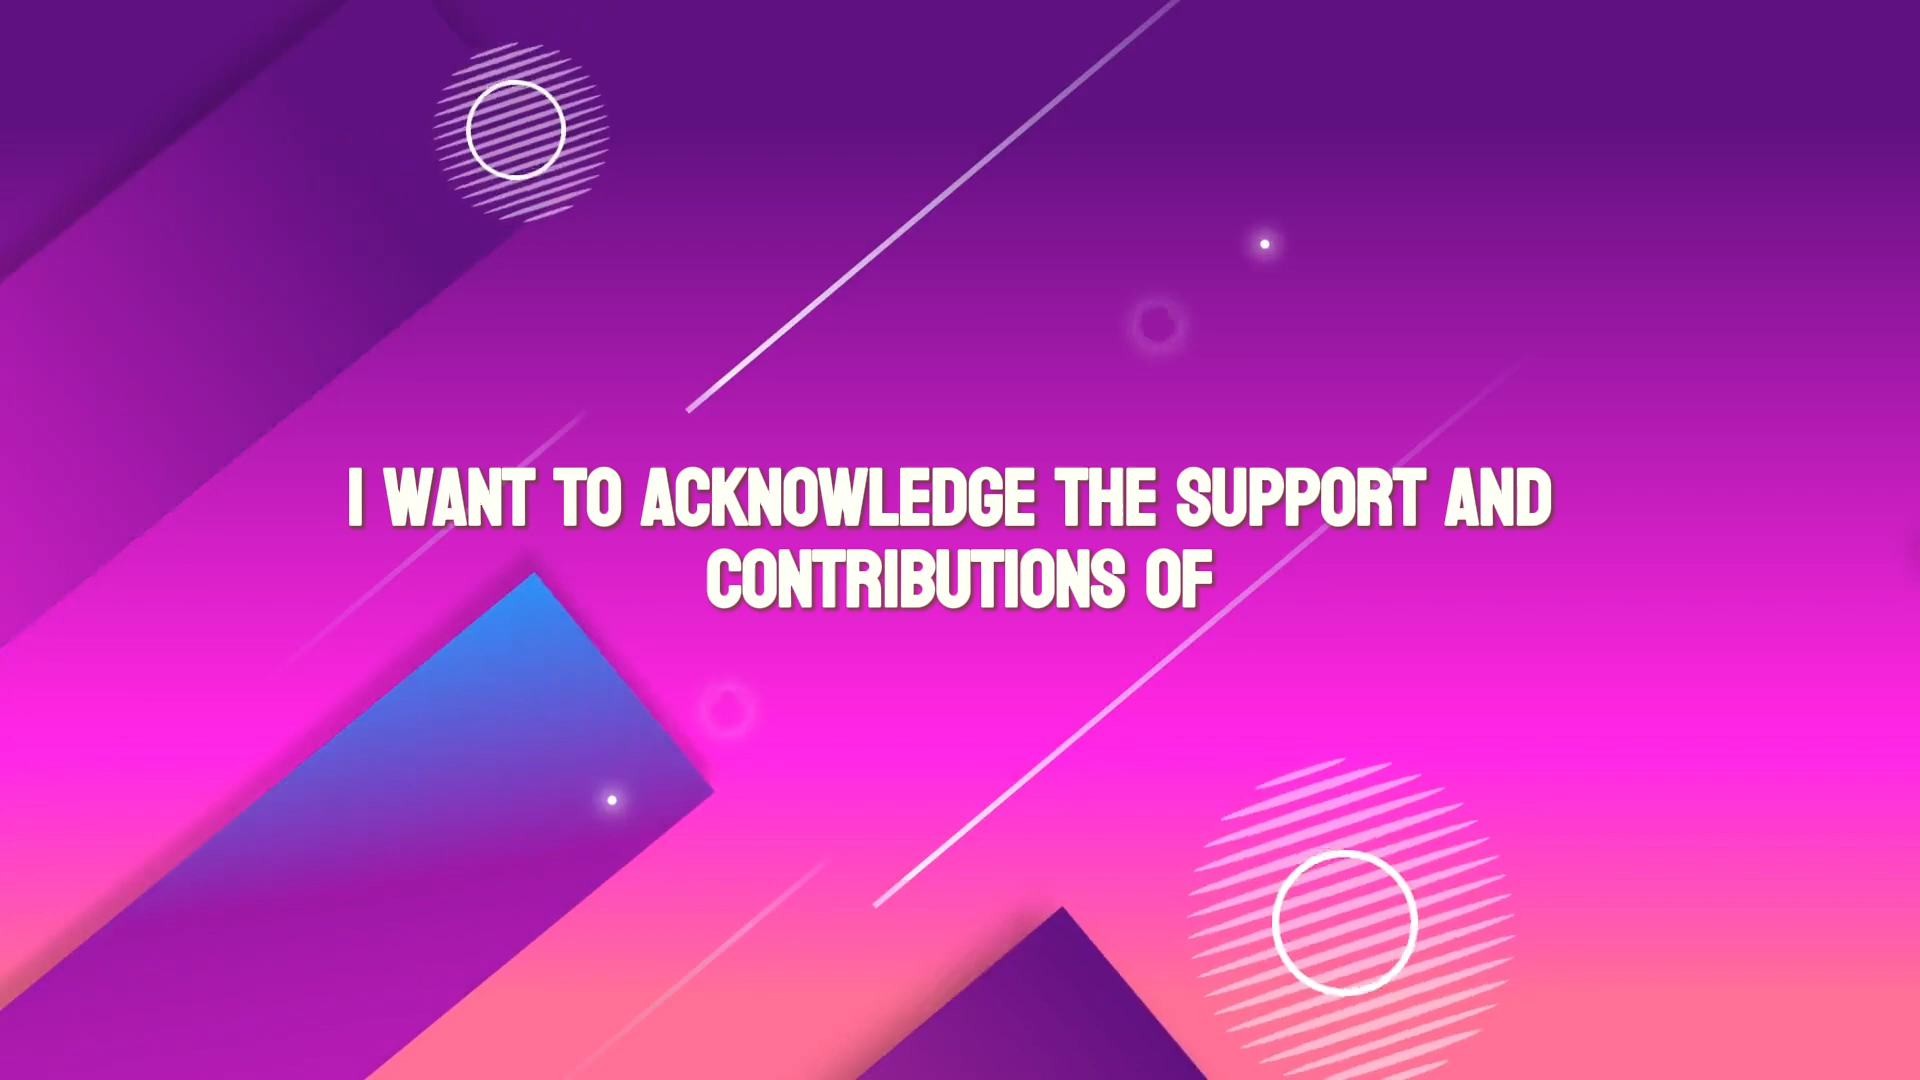 I WANT TO ACKNOWLEDGE THE SUPPORT AND
CONTRIBUTIONS OF